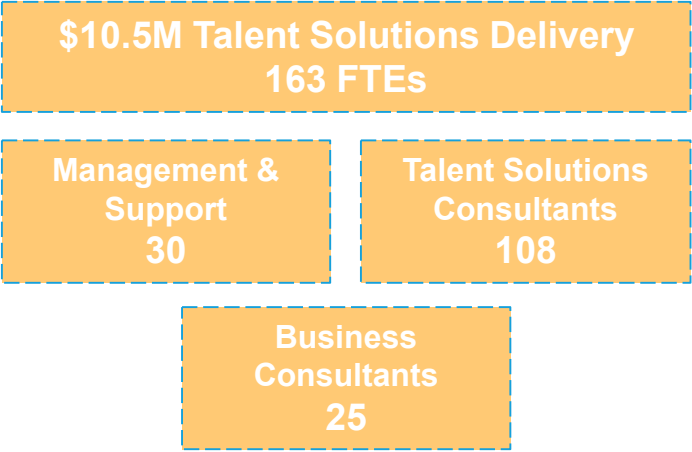 $10.5M Talent Solutions Delivery
163 FTEs
Management &
Support
30
Talent Solutions
Consultants
108
Business
Consultants
25